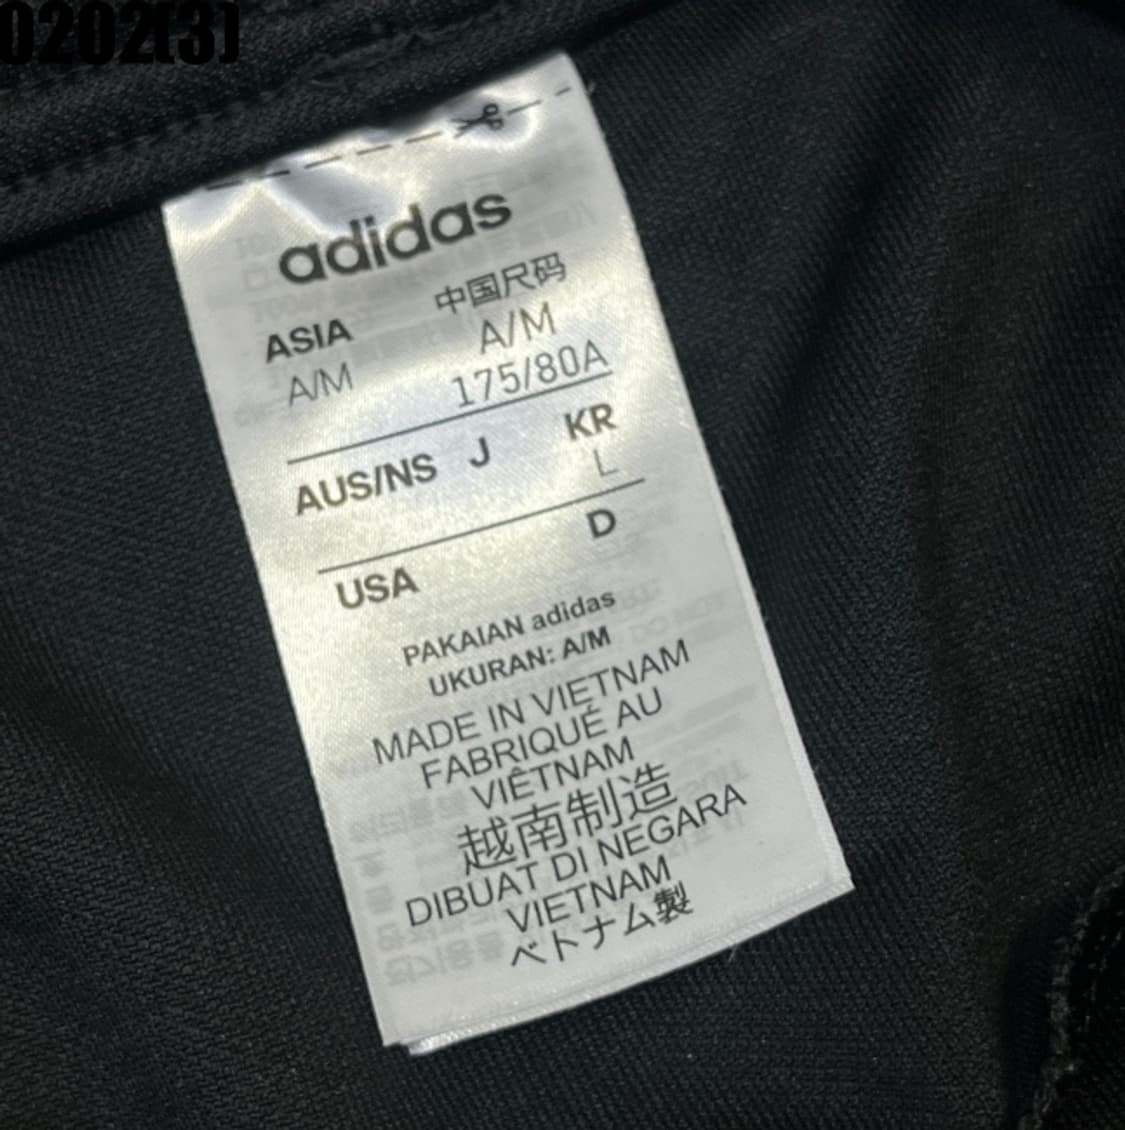 0202(3)
adidas
ASIA 中国尺码
A/M A/M
175/80A
AUS/NS J KR
L
USA D
PAKAIAN adidas
UKURAN: A/M
MADE IN VIETNAM
FABRIQUÉ AU
VIÊTNAM
越南制造
DIBUAT DI NEGARA
VIETNAM
ベトナム製